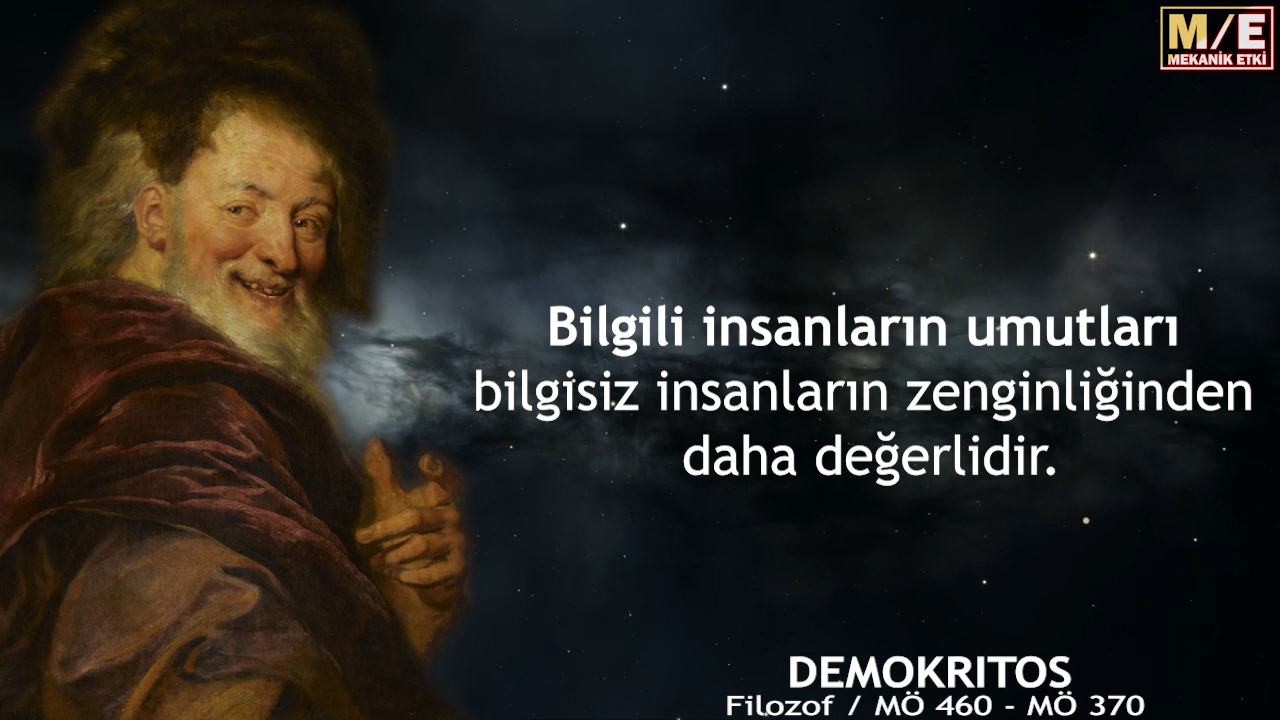 M/E
MEKANİK ETKİ
Bilgili insanların umutları
bilgisiz insanların zenginliğinden
daha değerlidir.
DEMOKRITOS
Filozof / MÖ 460 - MÖ 370